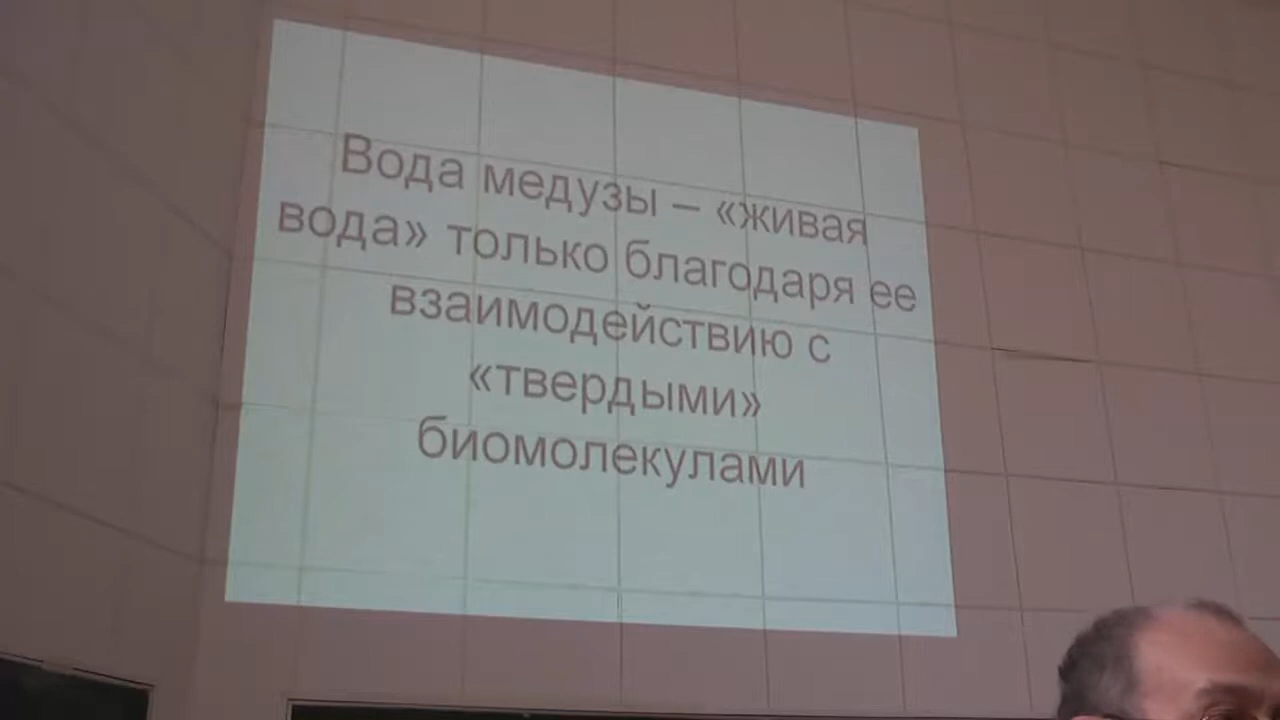 Вода медузы – «живая
вода» только благодаря ее
взаимодействию с
«твердыми»
биомолекулами